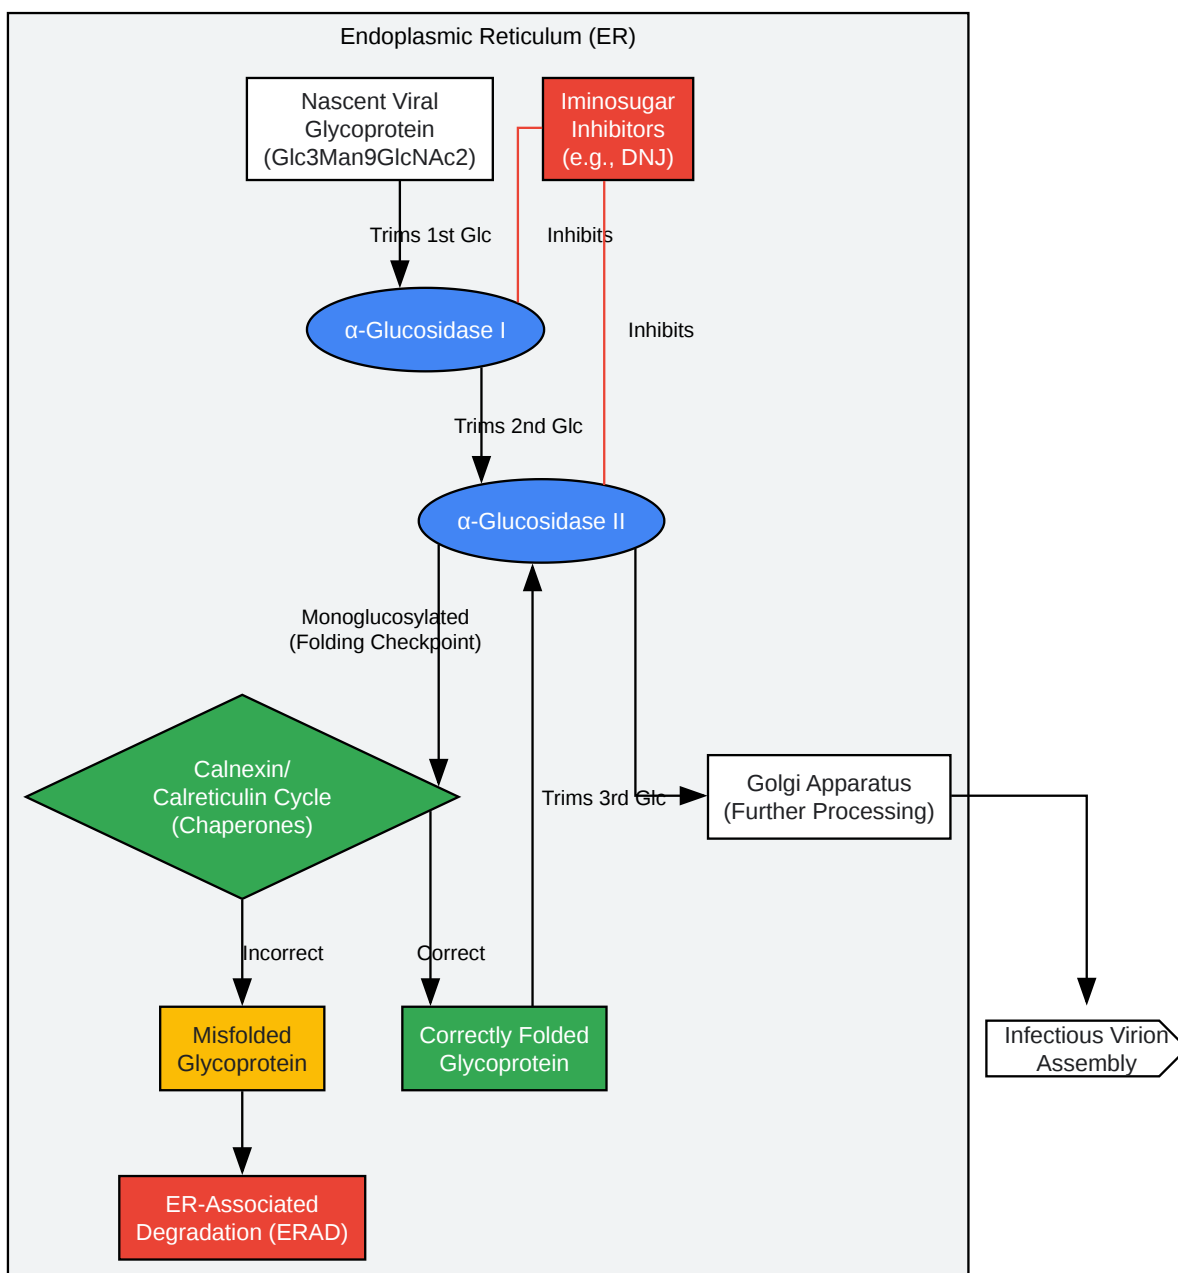 Endoplasmic Reticulum (ER)
Nascent Viral
Glycoprotein
(Glc3Man9GlcNAc2)
Iminosugar
Inhibitors
(e.g., DNJ)
Trims 1st Glc
Inhibits
α-Glucosidase I
Inhibits
Trims 2nd Glc
α-Glucosidase II
Monoglucosylated
(Folding Checkpoint)
Calnexin/
Calreticulin Cycle
(Chaperones)
Trims 3rd Glc
Golgi Apparatus
(Further Processing)
Incorrect
Correct
Misfolded
Glycoprotein
Correctly Folded
Glycoprotein
Infectious Virion
Assembly
ER-Associated
Degradation (ERAD)